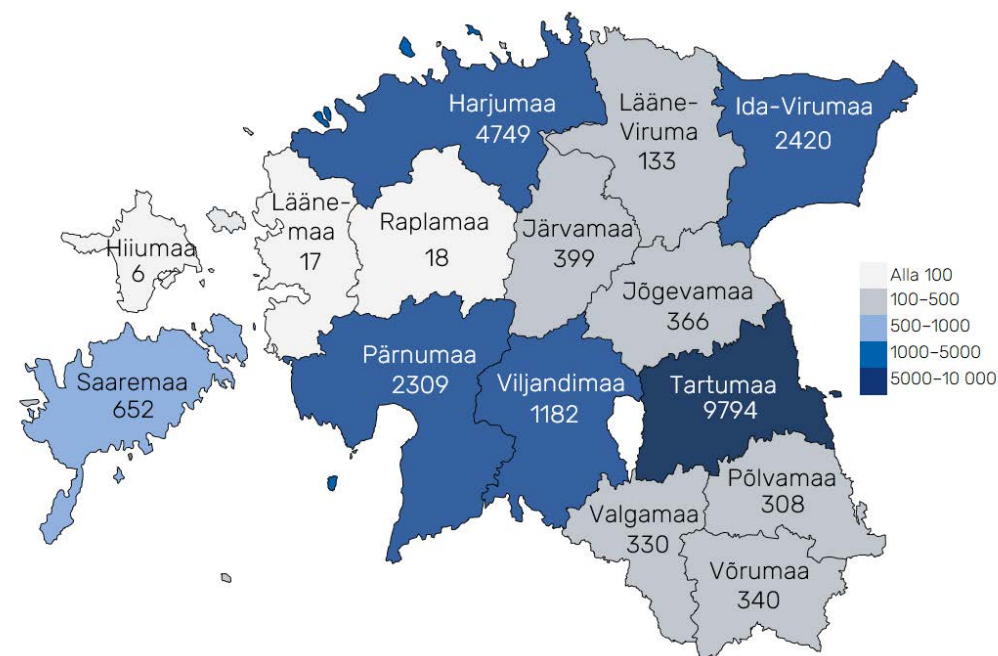 Harjumaa
4749
Lääne-
Viruma
133
Ida-Virumaa
2420
Lääne-
maa
17
Raplamaa
18
Järvamaa
399
Hiiumaa
6
Jõgevamaa
366
Saaremaa
652
Pärnumaa
2309
Viljandimaa
1182
Tartumaa
9794
Põlvamaa
308
Valgamaa
330
Võrumaa
340
Alla 100
100–500
500–1000
1000–5000
5000–10 000